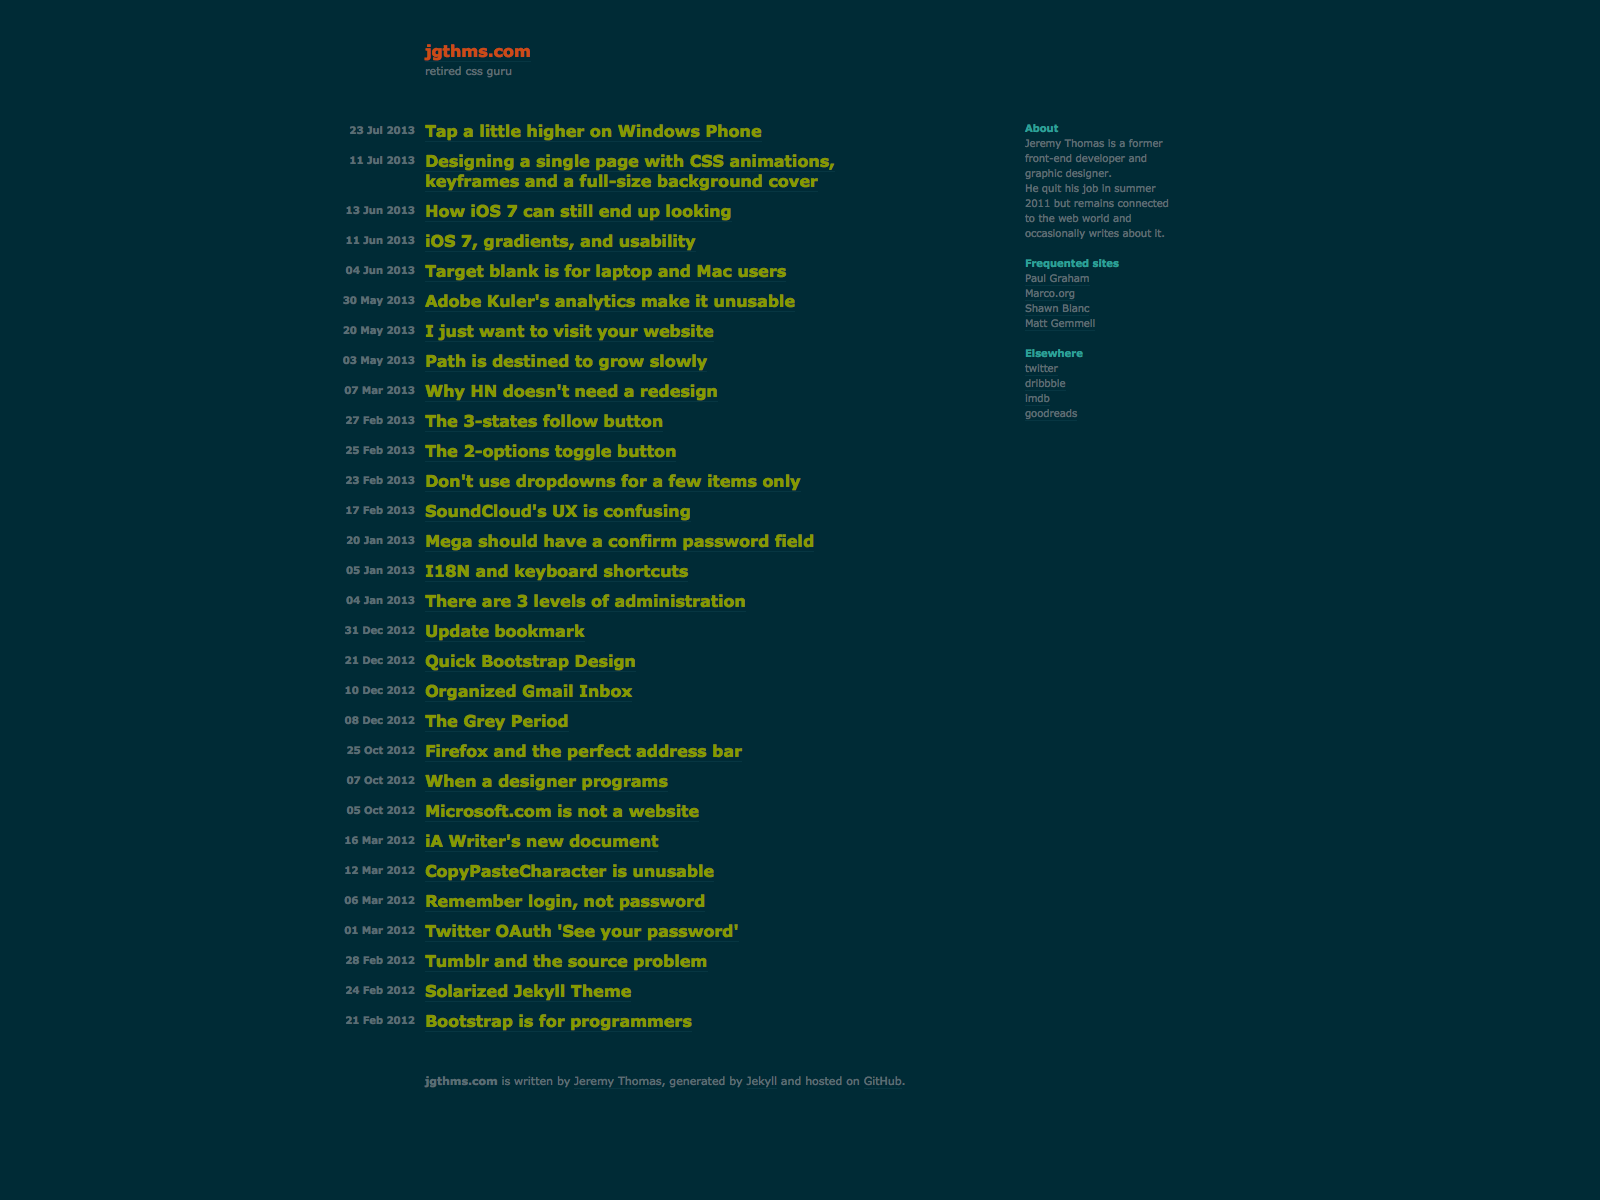 jgthms.com
retired css guru
23 Jul 2013 Tap a little higher on Windows Phone
11 Jul 2013 Designing a single page with CSS animations,
keyframes and a full-size background cover
13 Jun 2013 How iOS 7 can still end up looking
11 Jun 2013 iOS 7, gradients, and usability
04 Jun 2013 Target blank is for laptop and Mac users
30 May 2013 Adobe Kuler's analytics make it unusable
20 May 2013 I just want to visit your website
03 May 2013 Path is destined to grow slowly
07 Mar 2013 Why HN doesn't need a redesign
27 Feb 2013 The 3-states follow button
25 Feb 2013 The 2-options toggle button
23 Feb 2013 Don't use dropdowns for a few items only
17 Feb 2013 SoundCloud's UX is confusing
20 Jan 2013 Mega should have a confirm password field
05 Jan 2013 I18N and keyboard shortcuts
04 Jan 2013 There are 3 levels of administration
31 Dec 2012 Update bookmark
21 Dec 2012 Quick Bootstrap Design
10 Dec 2012 Organized Gmail Inbox
08 Dec 2012 The Grey Period
25 Oct 2012 Firefox and the perfect address bar
07 Oct 2012 When a designer programs
05 Oct 2012 Microsoft.com is not a website
16 Mar 2012 iA Writer's new document
12 Mar 2012 CopyPasteCharacter is unusable
06 Mar 2012 Remember login, not password
01 Mar 2012 Twitter OAuth 'See your password'
28 Feb 2012 Tumblr and the source problem
24 Feb 2012 Solarized Jekyll Theme
21 Feb 2012 Bootstrap is for programmers
About
Jeremy Thomas is a former
front-end developer and
graphic designer.
He quit his job in summer
2011 but remains connected
to the web world and
occasionally writes about it.
Frequented sites
Paul Graham
Marco.org
Shawn Blanc
Matt Gemmell
Elsewhere
twitter
dribbble
imdb
goodreads
jgthms.com is written by Jeremy Thomas, generated by Jekyll and hosted on GitHub.